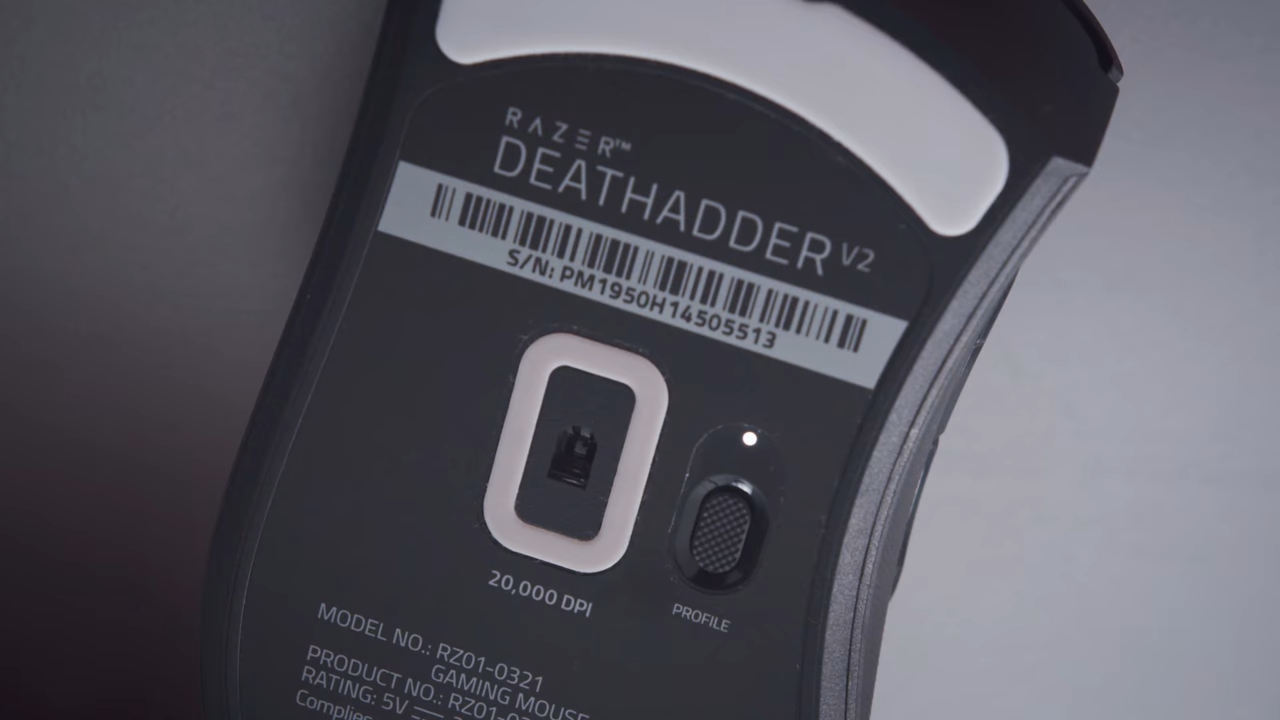 RAZER™
DEATHADDER V2
S/N: PM1950H14505513
20,000 DPI
PROFILE
MODEL NO.: RZ01-0321
GAMING MOUSE
PRODUCT NO.: RZ01-03
RATING: 5V
Complies